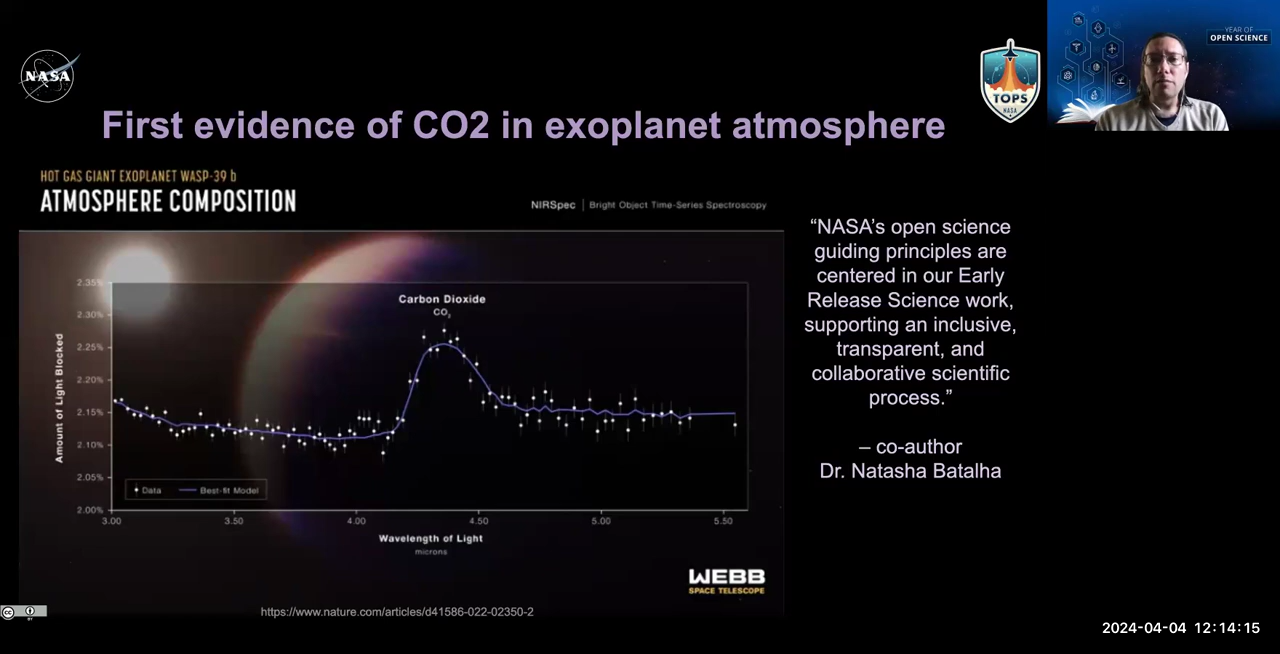 NASA
TOPS
NASA
YEAR OF
OPEN SCIENCE
First evidence of CO2 in exoplanet atmosphere
HOT GAS GIANT EXOPLANET WASP-39 b
ATMOSPHERE COMPOSITION
NIRSpec | Bright Object Time-Series Spectroscopy
2.35%
2.30%
2.25%
2.20%
2.15%
2.10%
2.05%
2.00%
Amount of Light Blocked
Carbon Dioxide
CO₂
Data
Best-fit Model
3.00 3.50 4.00 4.50 5.00 5.50
Wavelength of Light
microns
WEBB
SPACE TELESCOPE
“NASA’s open science
guiding principles are
centered in our Early
Release Science work,
supporting an inclusive,
transparent, and
collaborative scientific
process.”
– co-author
Dr. Natasha Batalha
cc
BY
https://www.nature.com/articles/d41586-022-02350-2
2024-04-04 12:14:15